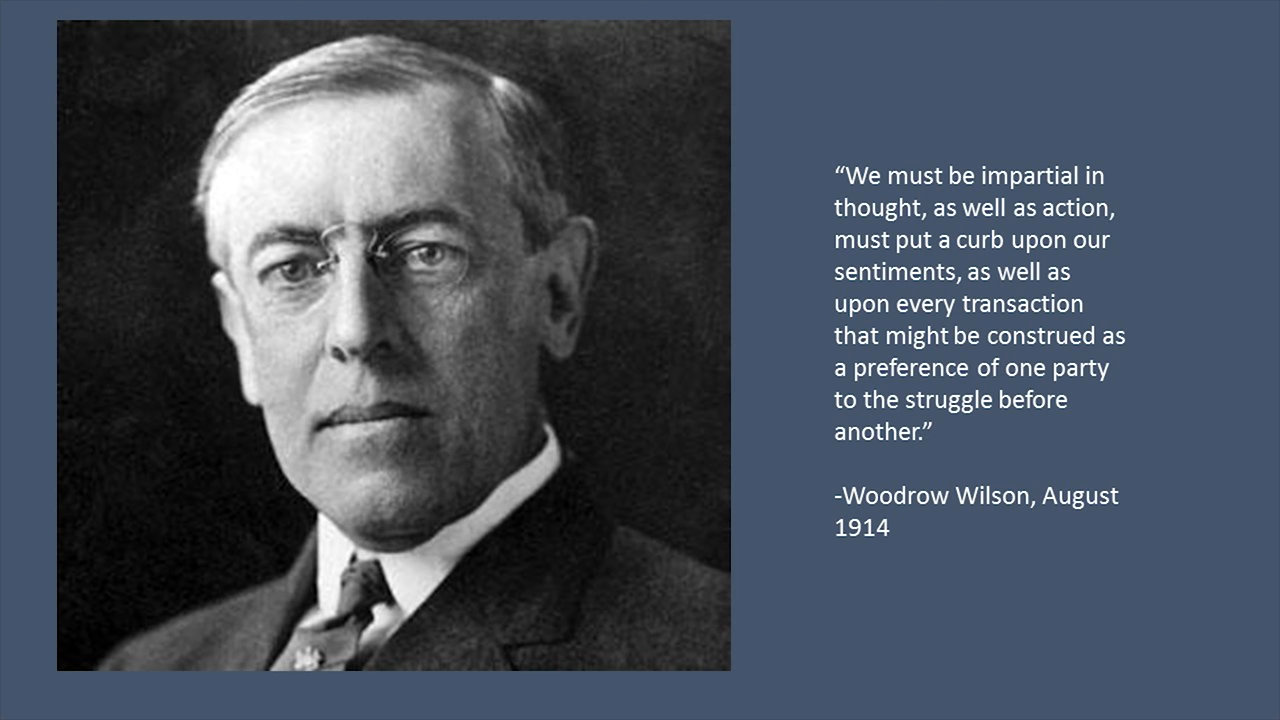 “We must be impartial in
thought, as well as action,
must put a curb upon our
sentiments, as well as
upon every transaction
that might be construed as
a preference of one party
to the struggle before
another.”
-Woodrow Wilson, August
1914